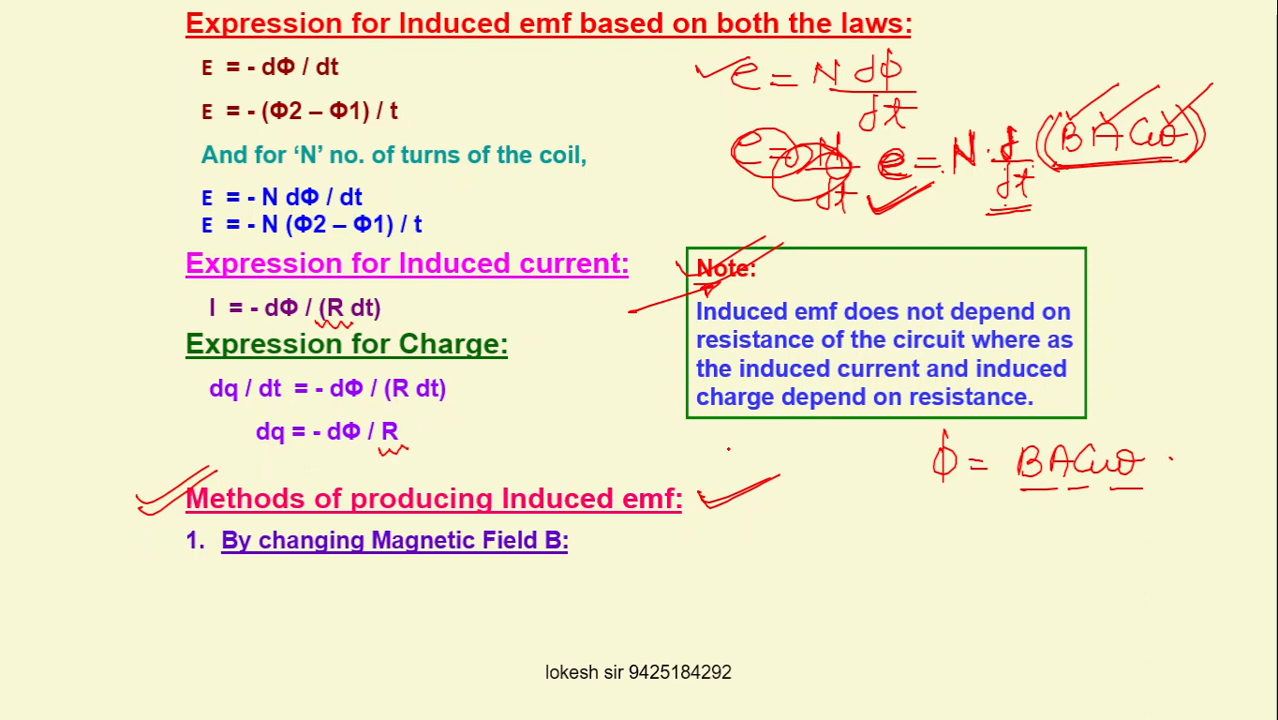 Expression for Induced emf based on both the laws:
E = - dΦ / dt
E = - (Φ2 – Φ1) / t
And for ‘N’ no. of turns of the coil,
E = - N dΦ / dt
E = - N (Φ2 – Φ1) / t
Expression for Induced current:
I = - dΦ / (R dt)
Expression for Charge:
dq / dt = - dΦ / (R dt)
dq = - dΦ / R
e = N dϕ / dt
e = N / dt
e = N · d / dt (BA Cosθ)
Note:
Induced emf does not depend on
resistance of the circuit where as
the induced current and induced
charge depend on resistance.
ϕ = BA Cosθ
Methods of producing Induced emf:
1. By changing Magnetic Field B:
lokesh sir 9425184292